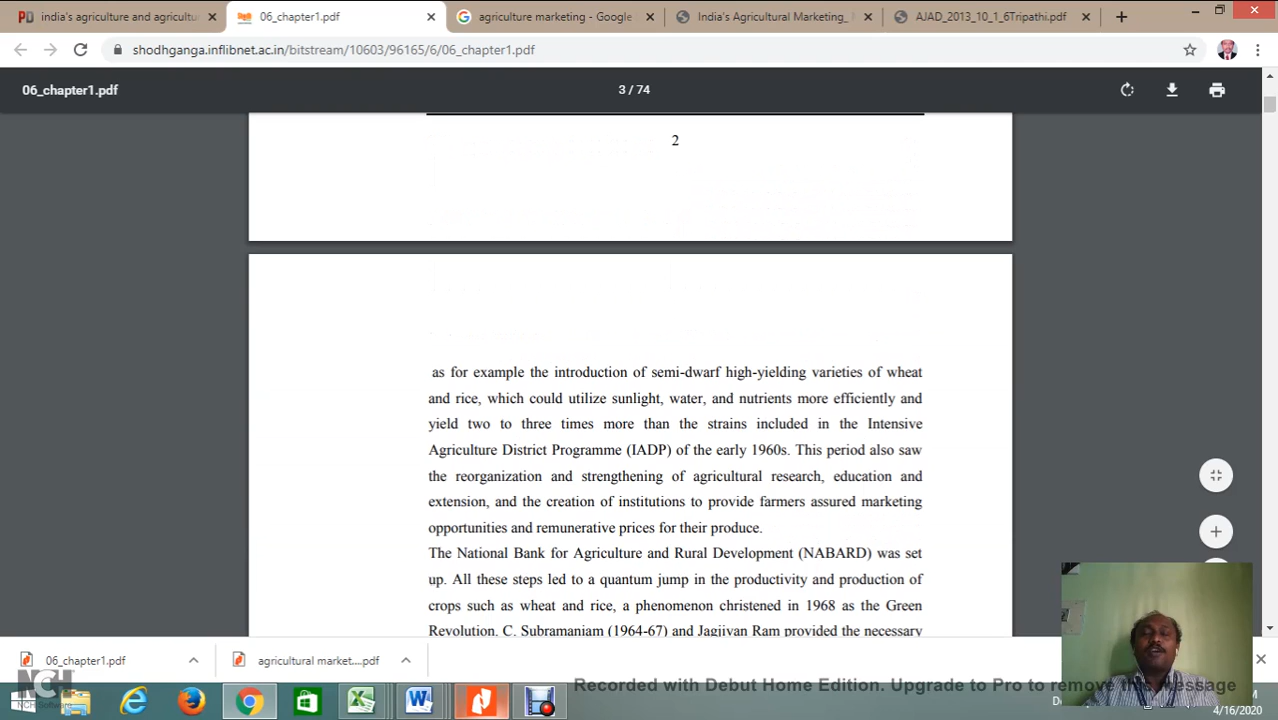 india's agriculture and agricultu
06_chapter1.pdf
agriculture marketing - Google
India's Agricultural Marketing_
AJAD_2013_10_1_6Tripathi.pdf
shodhganga.inflibnet.ac.in/bitstream/10603/96165/6/06_chapter1.pdf
06_chapter1.pdf
3 / 74
2
as for example the introduction of semi-dwarf high-yielding varieties of wheat
and rice, which could utilize sunlight, water, and nutrients more efficiently and
yield two to three times more than the strains included in the Intensive
Agriculture District Programme (IADP) of the early 1960s. This period also saw
the reorganization and strengthening of agricultural research, education and
extension, and the creation of institutions to provide farmers assured marketing
opportunities and remunerative prices for their produce.
The National Bank for Agriculture and Rural Development (NABARD) was set
up. All these steps led to a quantum jump in the productivity and production of
crops such as wheat and rice, a phenomenon christened in 1968 as the Green
Revolution. C. Subramaniam (1964-67) and Jagjivan Ram provided the necessary
06_chapter1.pdf
agricultural market....pdf
NCH
NCH Software
Recorded with Debut Home Edition. Upgrade to Pro to remove this message
4/16/2020